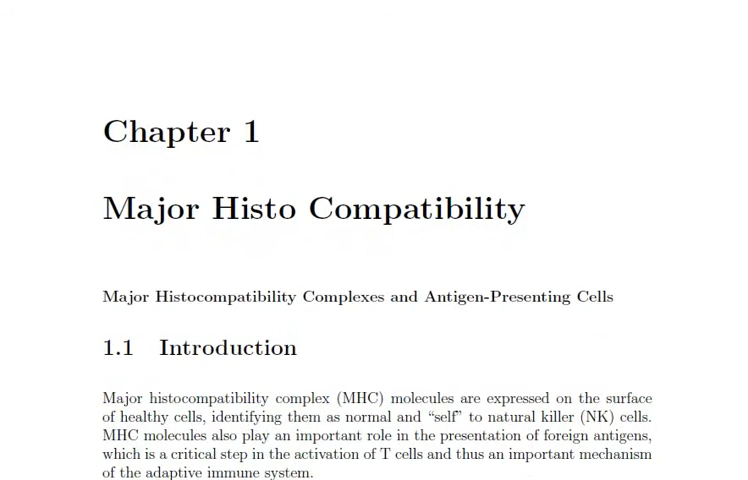 Chapter 1
Major Histo Compatibility
Major Histocompatibility Complexes and Antigen-Presenting Cells
1.1 Introduction
Major histocompatibility complex (MHC) molecules are expressed on the surface
of healthy cells, identifying them as normal and “self” to natural killer (NK) cells.
MHC molecules also play an important role in the presentation of foreign antigens,
which is a critical step in the activation of T cells and thus an important mechanism
of the adaptive immune system.